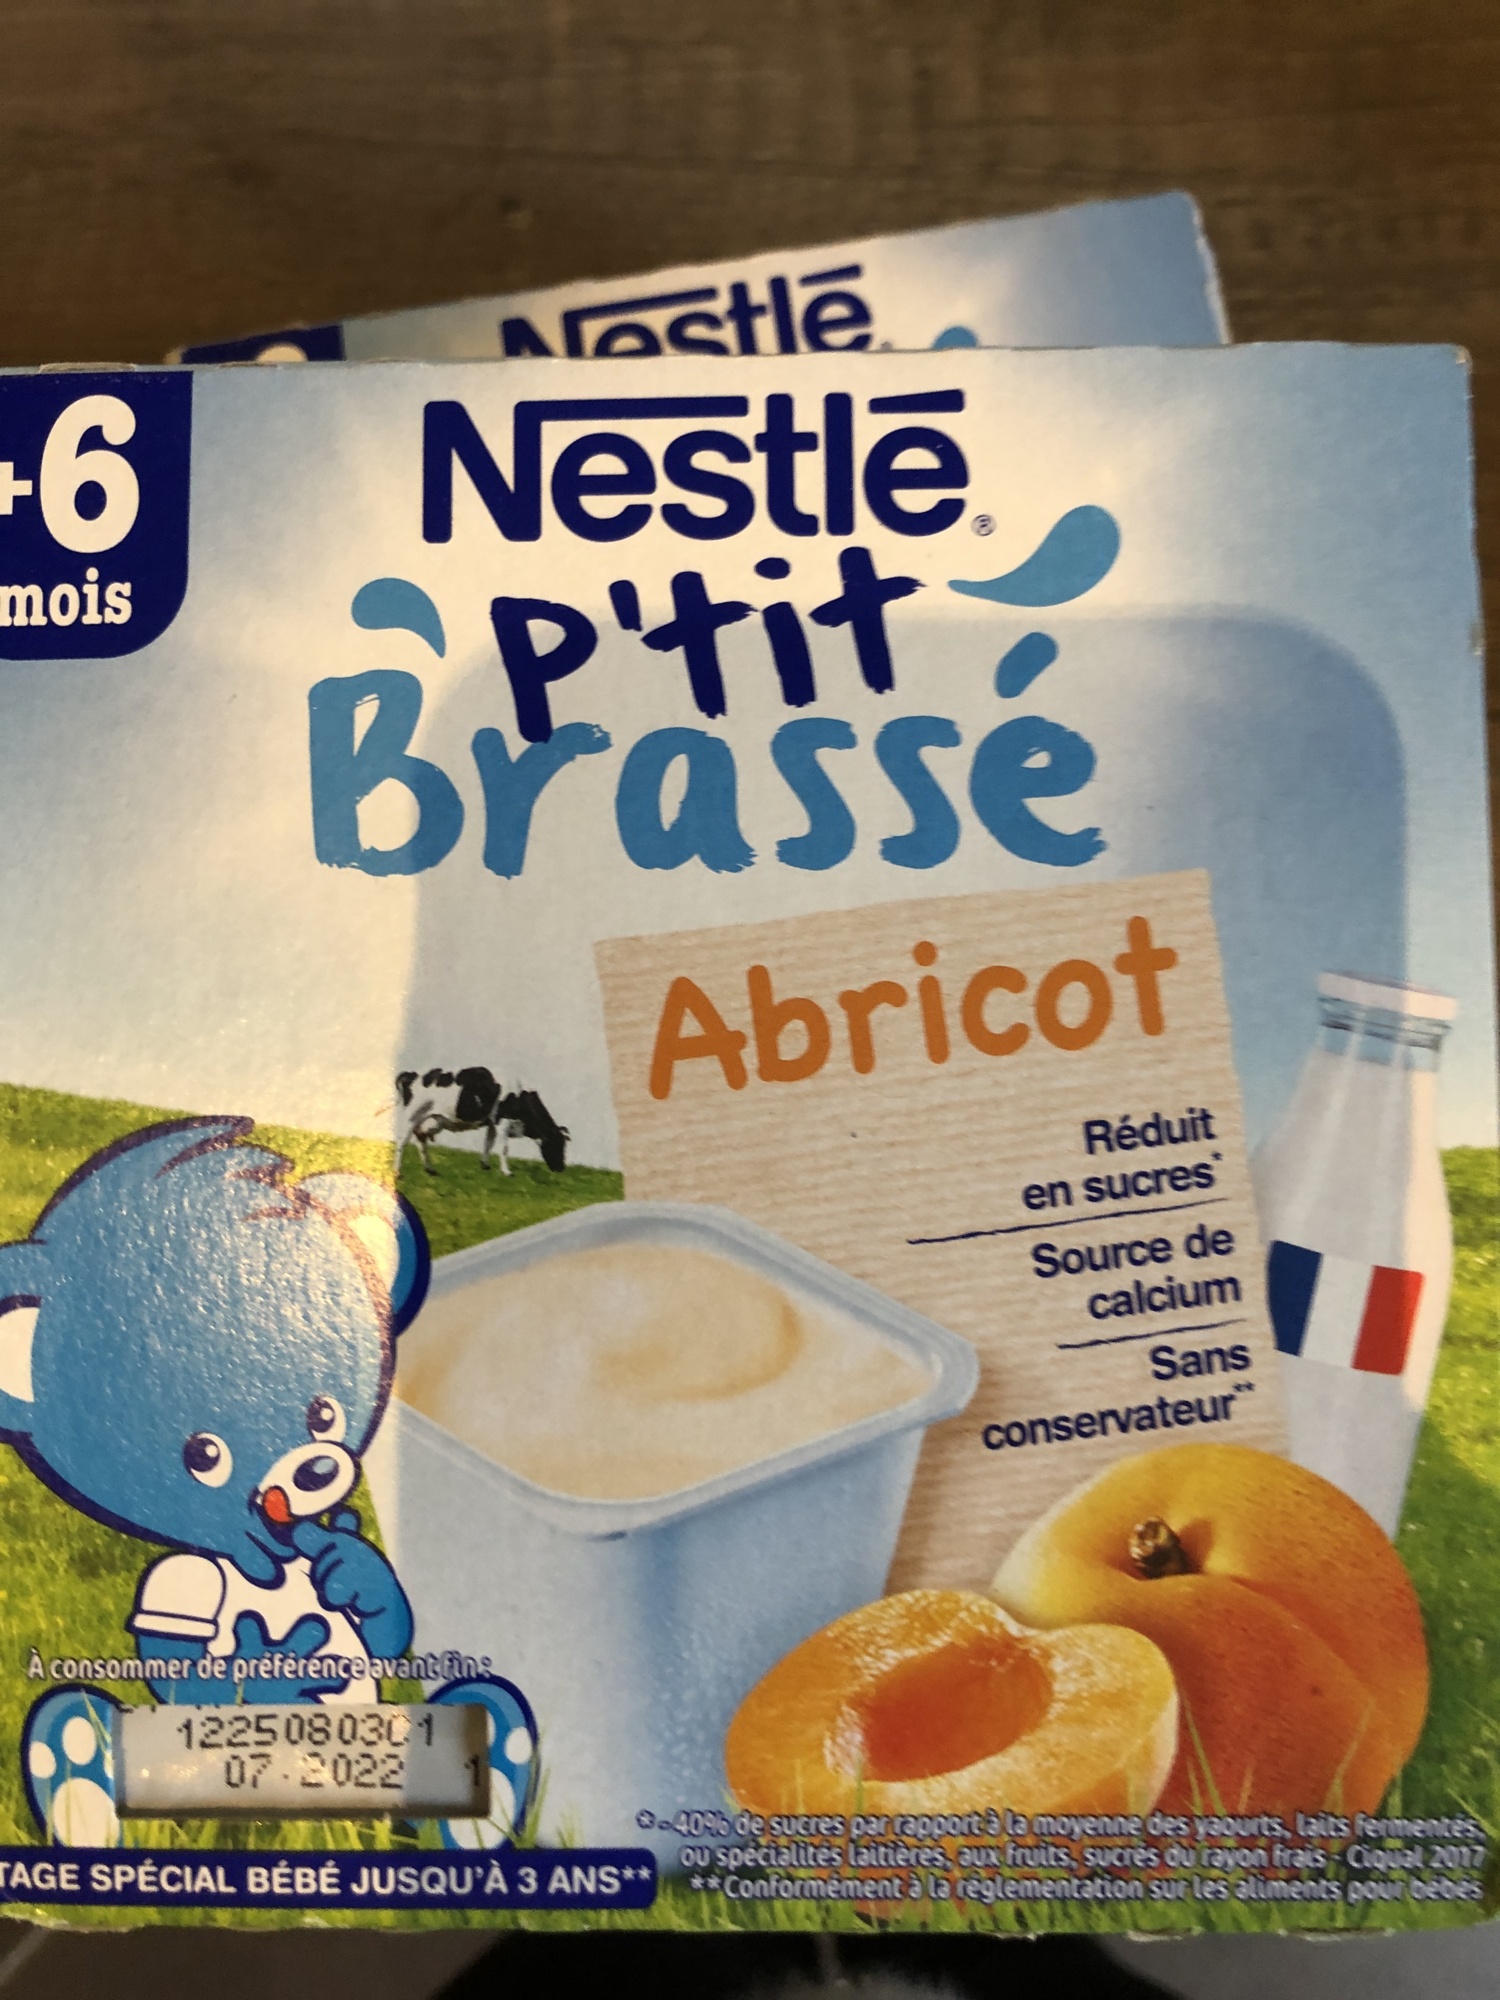 Nestlé
+6
mois
Nestlé®
P'tit
Brassé
Abricot
Réduit
en sucres*
Source de
calcium
Sans
conservateur**
À consommer de préférence avant fin :
12250803C1
07.2022 1
TAGE SPÉCIAL BÉBÉ JUSQU'À 3 ANS**
*-40% de sucres par rapport à la moyenne des yaourts, laits fermentés,
ou spécialités laitières, aux fruits, sucrés du rayon frais - Ciqual 2017
**Conformément à la réglementation sur les aliments pour bébés